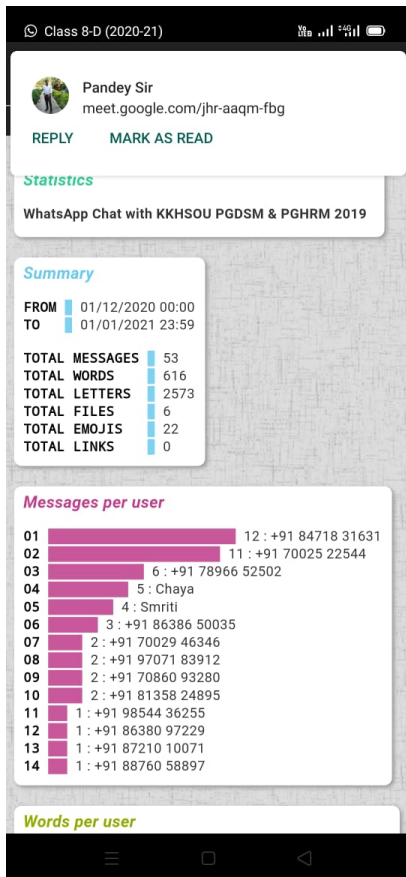 Class 8-D (2020-21)
Pandey Sir
meet.google.com/jhr-aaqm-fbg
REPLY MARK AS READ
Statistics
WhatsApp Chat with KKHSOU PGDSM & PGHRM 2019
Summary
FROM 01/12/2020 00:00
TO 01/01/2021 23:59
TOTAL MESSAGES 53
TOTAL WORDS 616
TOTAL LETTERS 2573
TOTAL FILES 6
TOTAL EMOJIS 22
TOTAL LINKS 0
Messages per user
01 12 : +91 84718 31631
02 11 : +91 70025 22544
03 6 : +91 78966 52502
04 5 : Chaya
05 4 : Smriti
06 3 : +91 86386 50035
07 2 : +91 70029 46346
08 2 : +91 97071 83912
09 2 : +91 70860 93280
10 2 : +91 81358 24895
11 1 : +91 98544 36255
12 1 : +91 86380 97229
13 1 : +91 87210 10071
14 1 : +91 88760 58897
Words per user